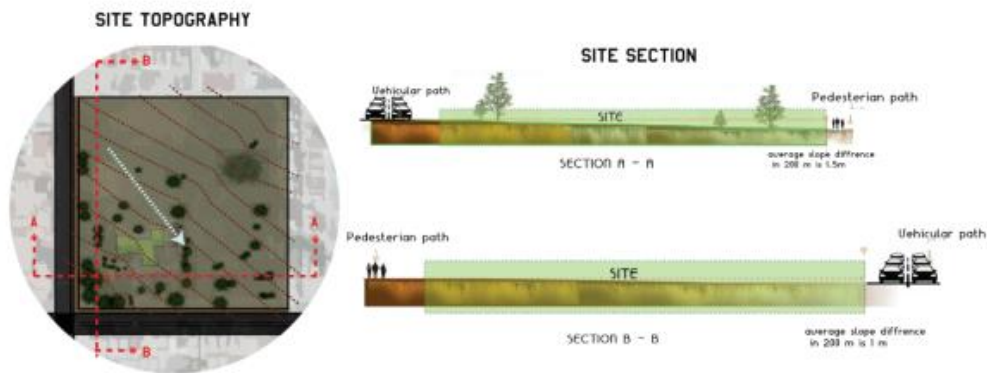 SITE TOPOGRAPHY
B
A
A
B
SITE SECTION
Vehicular path
Pedesterian path
SITE
SECTION A - A
average slope diffrence
in 200 m is 1.5m
Pedesterian path
Vehicular path
SITE
SECTION B - B
average slope diffrence
in 200 m is 1 m